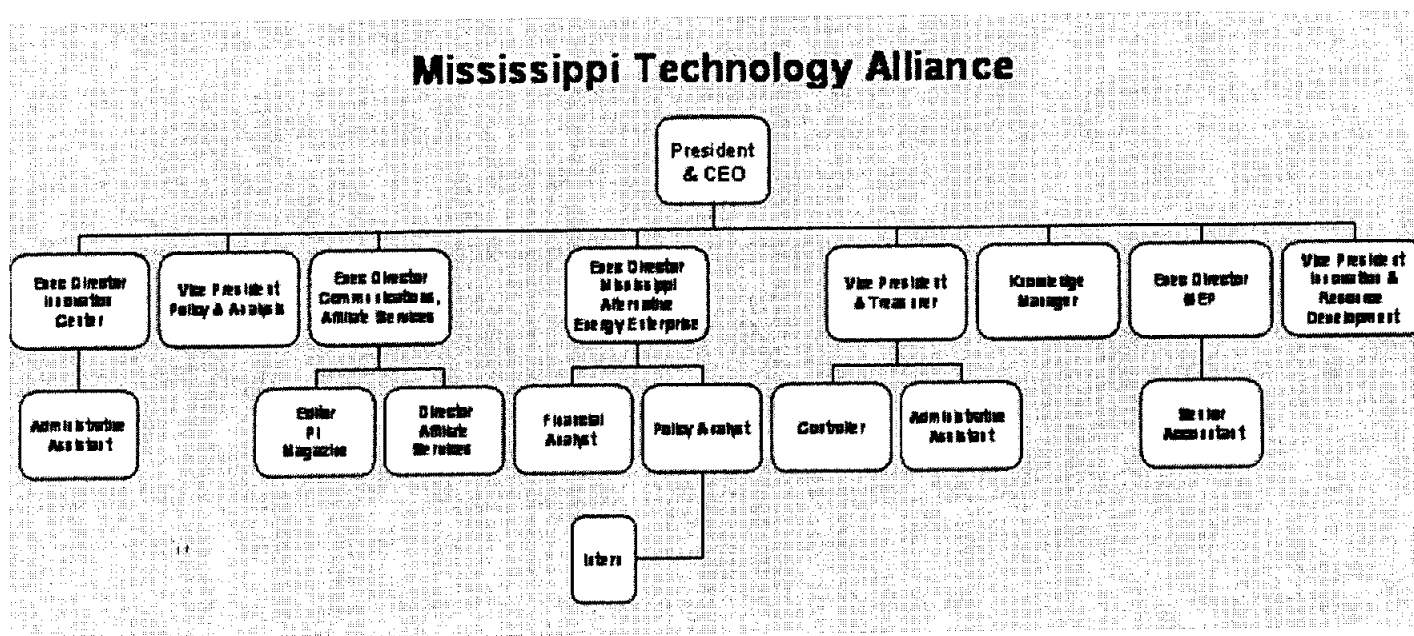 Mississippi Technology Alliance
President
& CEO
Exec Director
Innovation
Center
Vice President
Policy & Analysis
Exec Director
Communications,
Affiliate Services
Exec Director
Mississippi
Alternative
Energy Enterprise
Vice President
& Treasurer
Knowledge
Manager
Exec Director
MEP
Vice President
Innovation &
Resource
Development
Administrative
Assistant
Editor
PI
Magazine
Director
Affiliate
Services
Financial
Analyst
Policy Analyst
Controller
Administrative
Assistant
Senior
Accountant
Intern